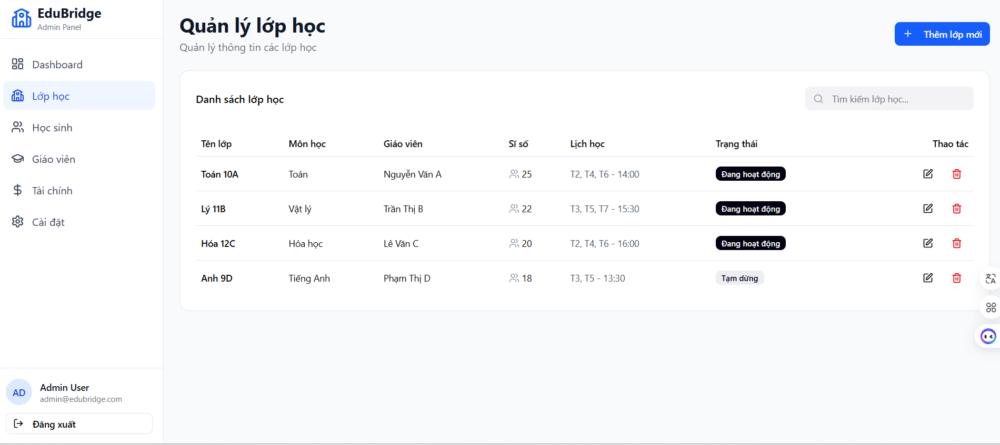 EduBridge
Admin Panel
Dashboard
Lớp học
Học sinh
Giáo viên
Tài chính
Cài đặt
AD
Admin User
admin@edubridge.com
Đăng xuất
Quản lý lớp học
Quản lý thông tin các lớp học
Thêm lớp mới
Danh sách lớp học
Tìm kiếm lớp học...
Tên lớp Môn học Giáo viên Sĩ số Lịch học Trạng thái Thao tác
Toán 10A Toán Nguyễn Văn A 25 T2, T4, T6 - 14:00 Đang hoạt động
Lý 11B Vật lý Trần Thị B 22 T3, T5, T7 - 15:30 Đang hoạt động
Hóa 12C Hóa học Lê Văn C 20 T2, T4, T6 - 16:00 Đang hoạt động
Anh 9D Tiếng Anh Phạm Thị D 18 T3, T5 - 13:30 Tạm dừng